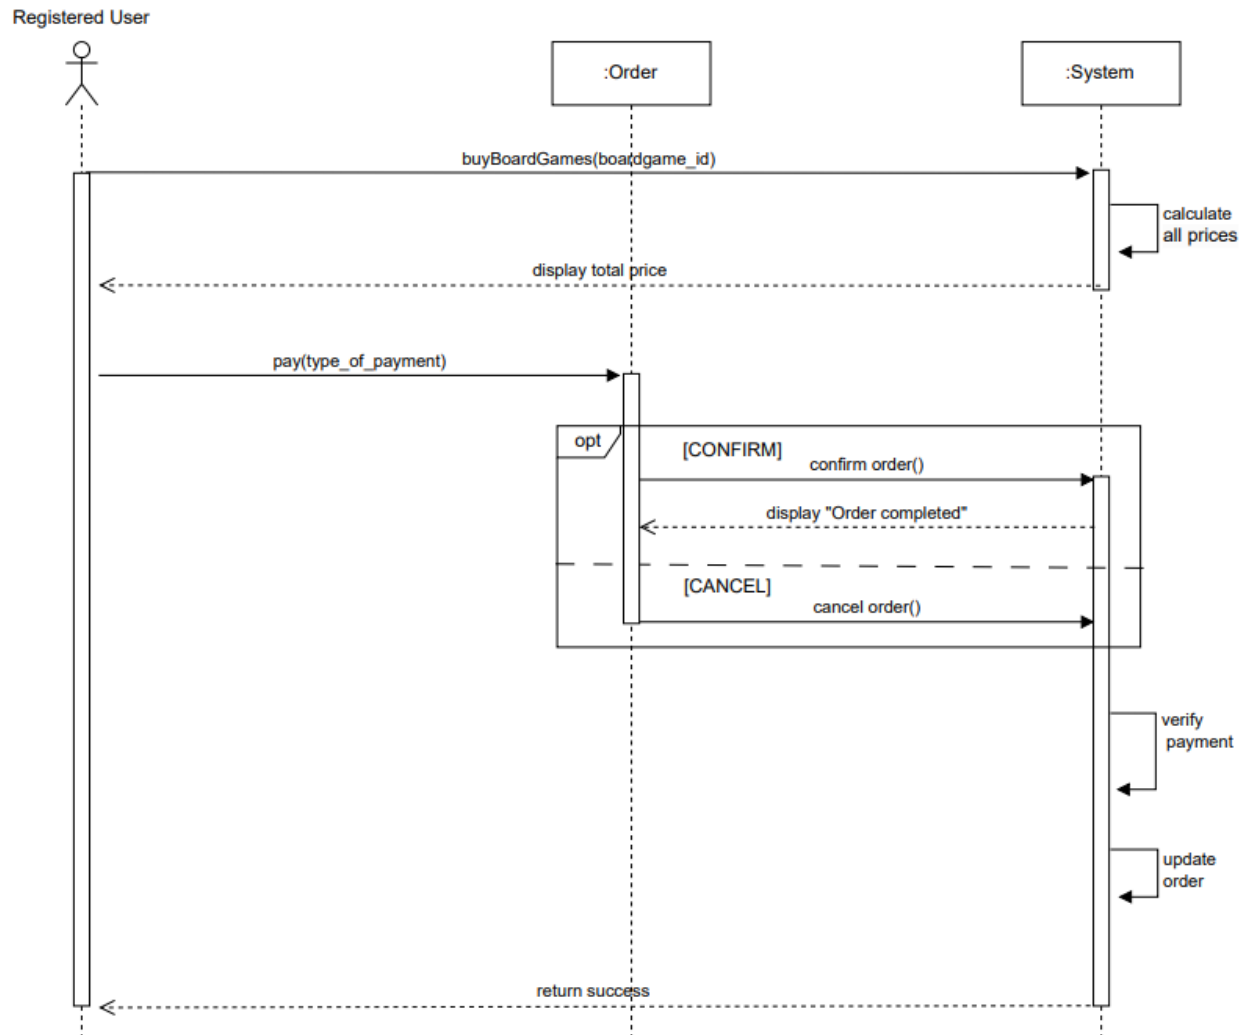 Registered User
:Order
:System
buyBoardGames(boardgame_id)
calculate
all prices
display total price
pay(type_of_payment)
opt
[CONFIRM]
confirm order()
display "Order completed"
[CANCEL]
cancel order()
verify
payment
update
order
return success